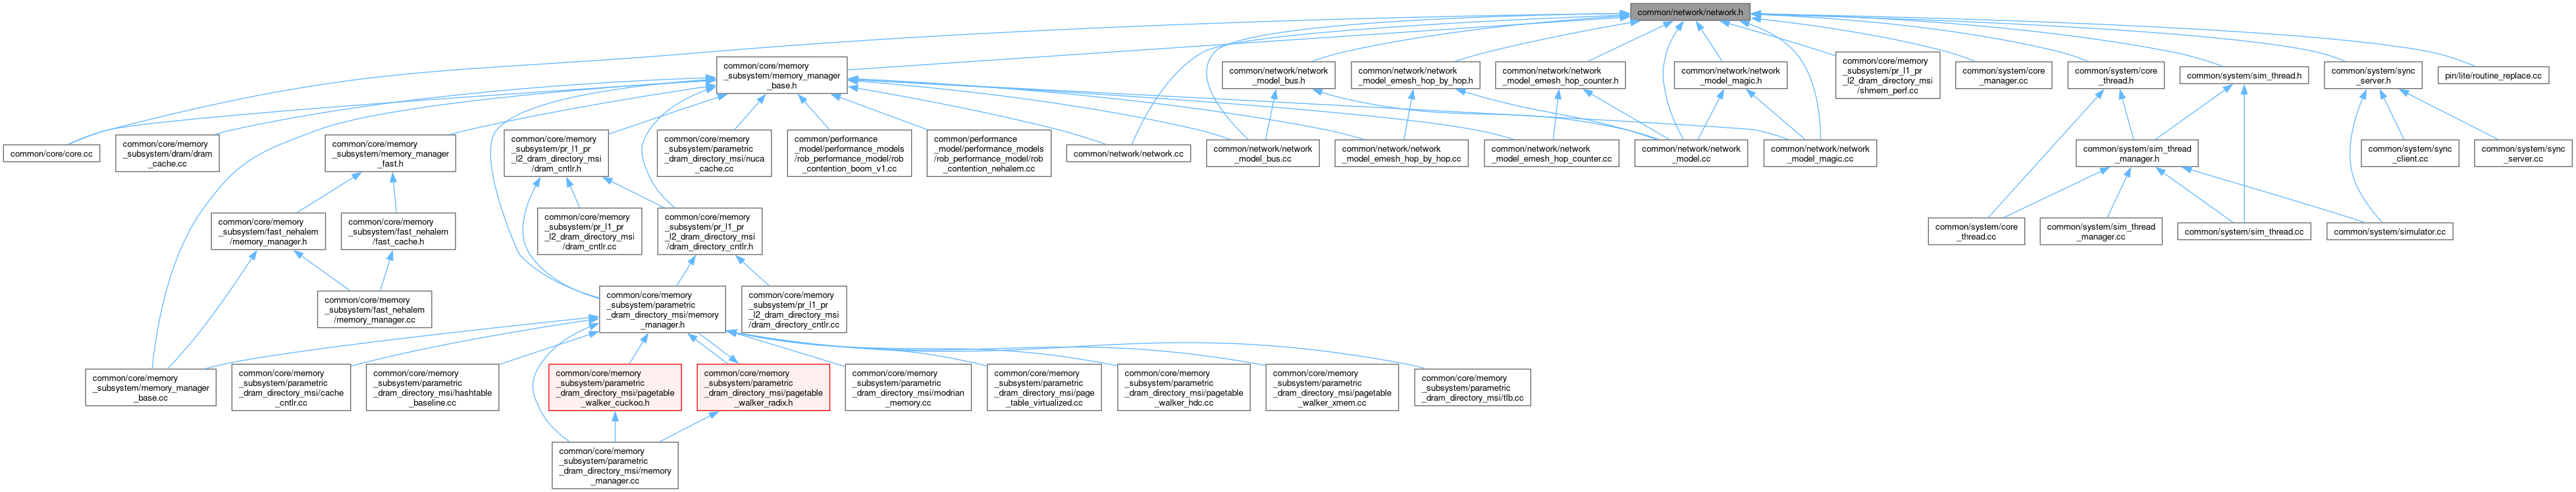 common/network/network.h
common/core/memory
_subsystem/memory_manager
_base.h
common/network/network
_model_bus.h
common/network/network
_model_emesh_hop_by_hop.h
common/network/network
_model_emesh_hop_counter.h
common/network/network
_model_magic.h
common/core/memory
_subsystem/pr_l1_pr
_l2_dram_directory_msi
/shmem_perf.cc
common/system/core
_manager.cc
common/system/core
_thread.h
common/system/sim_thread.h
common/system/sync
_server.h
pin/lite/routine_replace.cc
common/core/core.cc
common/core/memory
_subsystem/dram/dram
_cache.cc
common/core/memory
_subsystem/memory_manager
_fast.h
common/core/memory
_subsystem/pr_l1_pr
_l2_dram_directory_msi
/dram_cntlr.h
common/core/memory
_subsystem/parametric
_dram_directory_msi/nuca
_cache.cc
common/performance
_model/performance_models
/rob_performance_model/rob
_contention_boom_v1.cc
common/performance
_model/performance_models
/rob_performance_model/rob
_contention_nehalem.cc
common/network/network.cc
common/network/network
_model_bus.cc
common/network/network
_model_emesh_hop_by_hop.cc
common/network/network
_model_emesh_hop_counter.cc
common/network/network
_model.cc
common/network/network
_model_magic.cc
common/system/sim_thread
_manager.h
common/system/sync
_client.cc
common/system/sync
_server.cc
common/core/memory
_subsystem/fast_nehalem
/memory_manager.h
common/core/memory
_subsystem/fast_nehalem
/fast_cache.h
common/core/memory
_subsystem/pr_l1_pr
_l2_dram_directory_msi
/dram_cntlr.cc
common/core/memory
_subsystem/pr_l1_pr
_l2_dram_directory_msi
/dram_directory_cntlr.h
common/system/core
_thread.cc
common/system/sim_thread
_manager.cc
common/system/sim_thread.cc
common/system/simulator.cc
common/core/memory
_subsystem/fast_nehalem
/memory_manager.cc
common/core/memory
_subsystem/parametric
_dram_directory_msi/memory
_manager.h
common/core/memory
_subsystem/pr_l1_pr
_l2_dram_directory_msi
/dram_directory_cntlr.cc
common/core/memory
_subsystem/memory_manager
_base.cc
common/core/memory
_subsystem/parametric
_dram_directory_msi/cache
_cntlr.cc
common/core/memory
_subsystem/parametric
_dram_directory_msi/hashtable
_baseline.cc
common/core/memory
_subsystem/parametric
_dram_directory_msi/pagetable
_walker_cuckoo.h
common/core/memory
_subsystem/parametric
_dram_directory_msi/pagetable
_walker_radix.h
common/core/memory
_subsystem/parametric
_dram_directory_msi/modrian
_memory.cc
common/core/memory
_subsystem/parametric
_dram_directory_msi/page
_table_virtualized.cc
common/core/memory
_subsystem/parametric
_dram_directory_msi/pagetable
_walker_hdc.cc
common/core/memory
_subsystem/parametric
_dram_directory_msi/pagetable
_walker_xmem.cc
common/core/memory
_subsystem/parametric
_dram_directory_msi/tlb.cc
common/core/memory
_subsystem/parametric
_dram_directory_msi/memory
_manager.cc